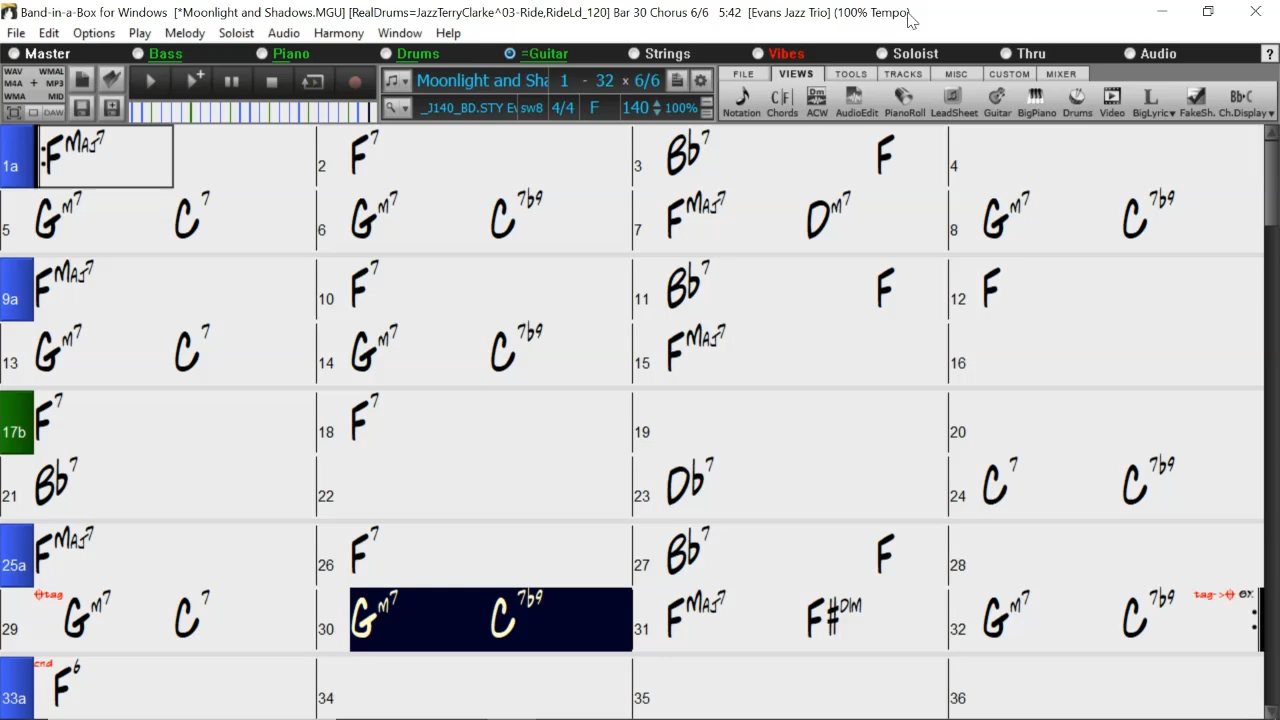 Band-in-a-Box for Windows [*Moonlight and Shadows.MGU] [RealDrums=JazzTerryClarke^03-Ride,RideLd_120] Bar 30 Chorus 6/6 5:42 [Evans Jazz Trio] (100% Tempo)
File Edit Options Play Melody Soloist Audio Harmony Window Help
Master Bass Piano Drums =Guitar Strings Vibes Soloist Thru Audio ?
WAV WMAL
M4A + MP3
WMA MID
DAW
Moonlight and Sha 1 - 32 x 6/6
_J140_BD.STY Ev sw8 4/4 F 140 100%
FILE VIEWS TOOLS TRACKS MISC CUSTOM MIXER
Notation Chords ACW AudioEdit PianoRoll LeadSheet Guitar BigPiano Drums Video BigLyric FakeSh. Ch.Display
1a :FMAJ7 2 F7 3 Bb7 F 4
5 Gm7 C7 6 Gm7 C7b9 7 FMAJ7 Dm7 8 Gm7 C7b9
9a FMAJ7 10 F7 11 Bb7 F 12 F
13 Gm7 C7 14 Gm7 C7b9 15 FMAJ7 16
17b F7 18 F7 19 20
21 Bb7 22 23 Db7 24 C7 C7b9
25a FMAJ7 26 F7 27 Bb7 F 28
tag tag->
29 Gm7 C7 30 Gm7 C7b9 31 FMAJ7 F#DIM 32 Gm7 C7b9 :
end
33a F6 34 35 36